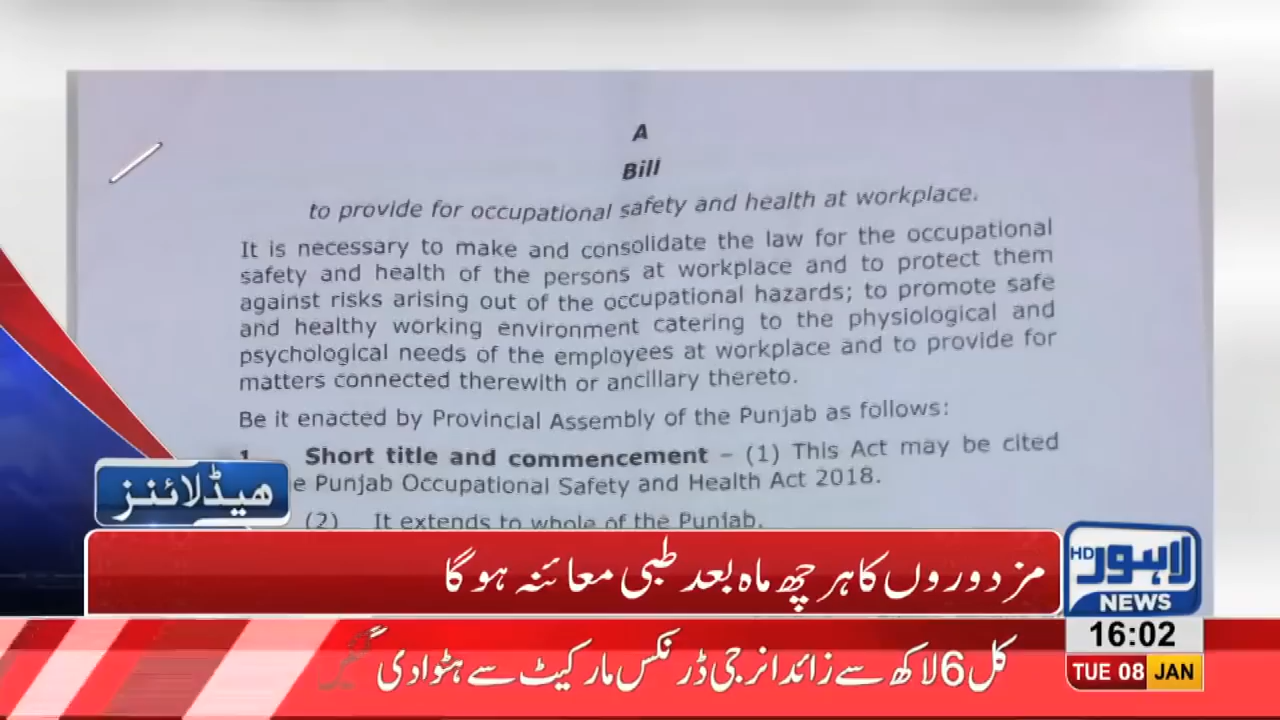 A
Bill
to provide for occupational safety and health at workplace.
It is necessary to make and consolidate the law for the occupational
safety and health of the persons at workplace and to protect them
against risks arising out of the occupational hazards; to promote safe
and healthy working environment catering to the physiological and
psychological needs of the employees at workplace and to provide for
matters connected therewith or ancillary thereto.
Be it enacted by Provincial Assembly of the Punjab as follows:
1. Short title and commencement – (1) This Act may be cited
e Punjab Occupational Safety and Health Act 2018.
(2) It extends to whole of the Punjab.
ہیڈلائنز
مزدوروں کا ہر چھ ماہ بعد طبی معائنہ ہوگا
HD لاہور
NEWS
16:02
TUE 08 JAN
کل 6 لاکھ سے زائد انرجی ڈرنکس مارکیٹ سے ہٹوا دی گئیں